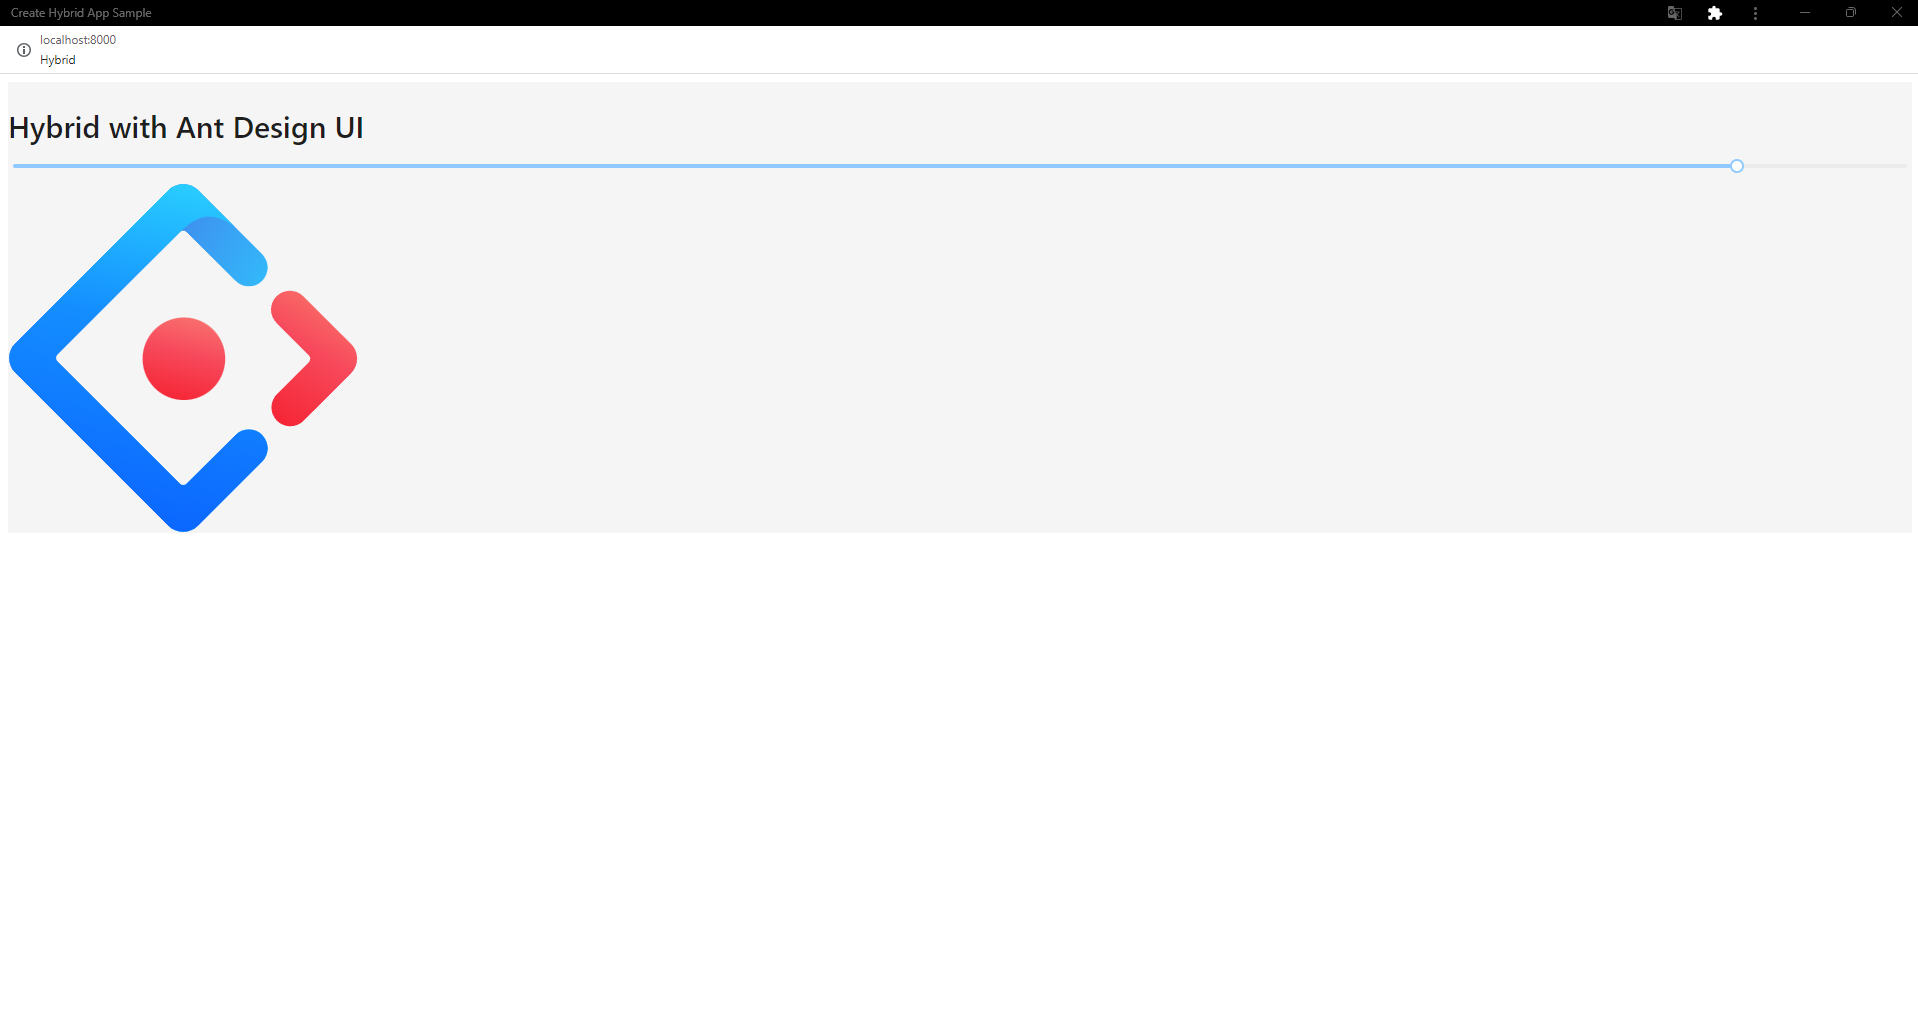 Create Hybrid App Sample
localhost:8000
Hybrid
Hybrid with Ant Design UI